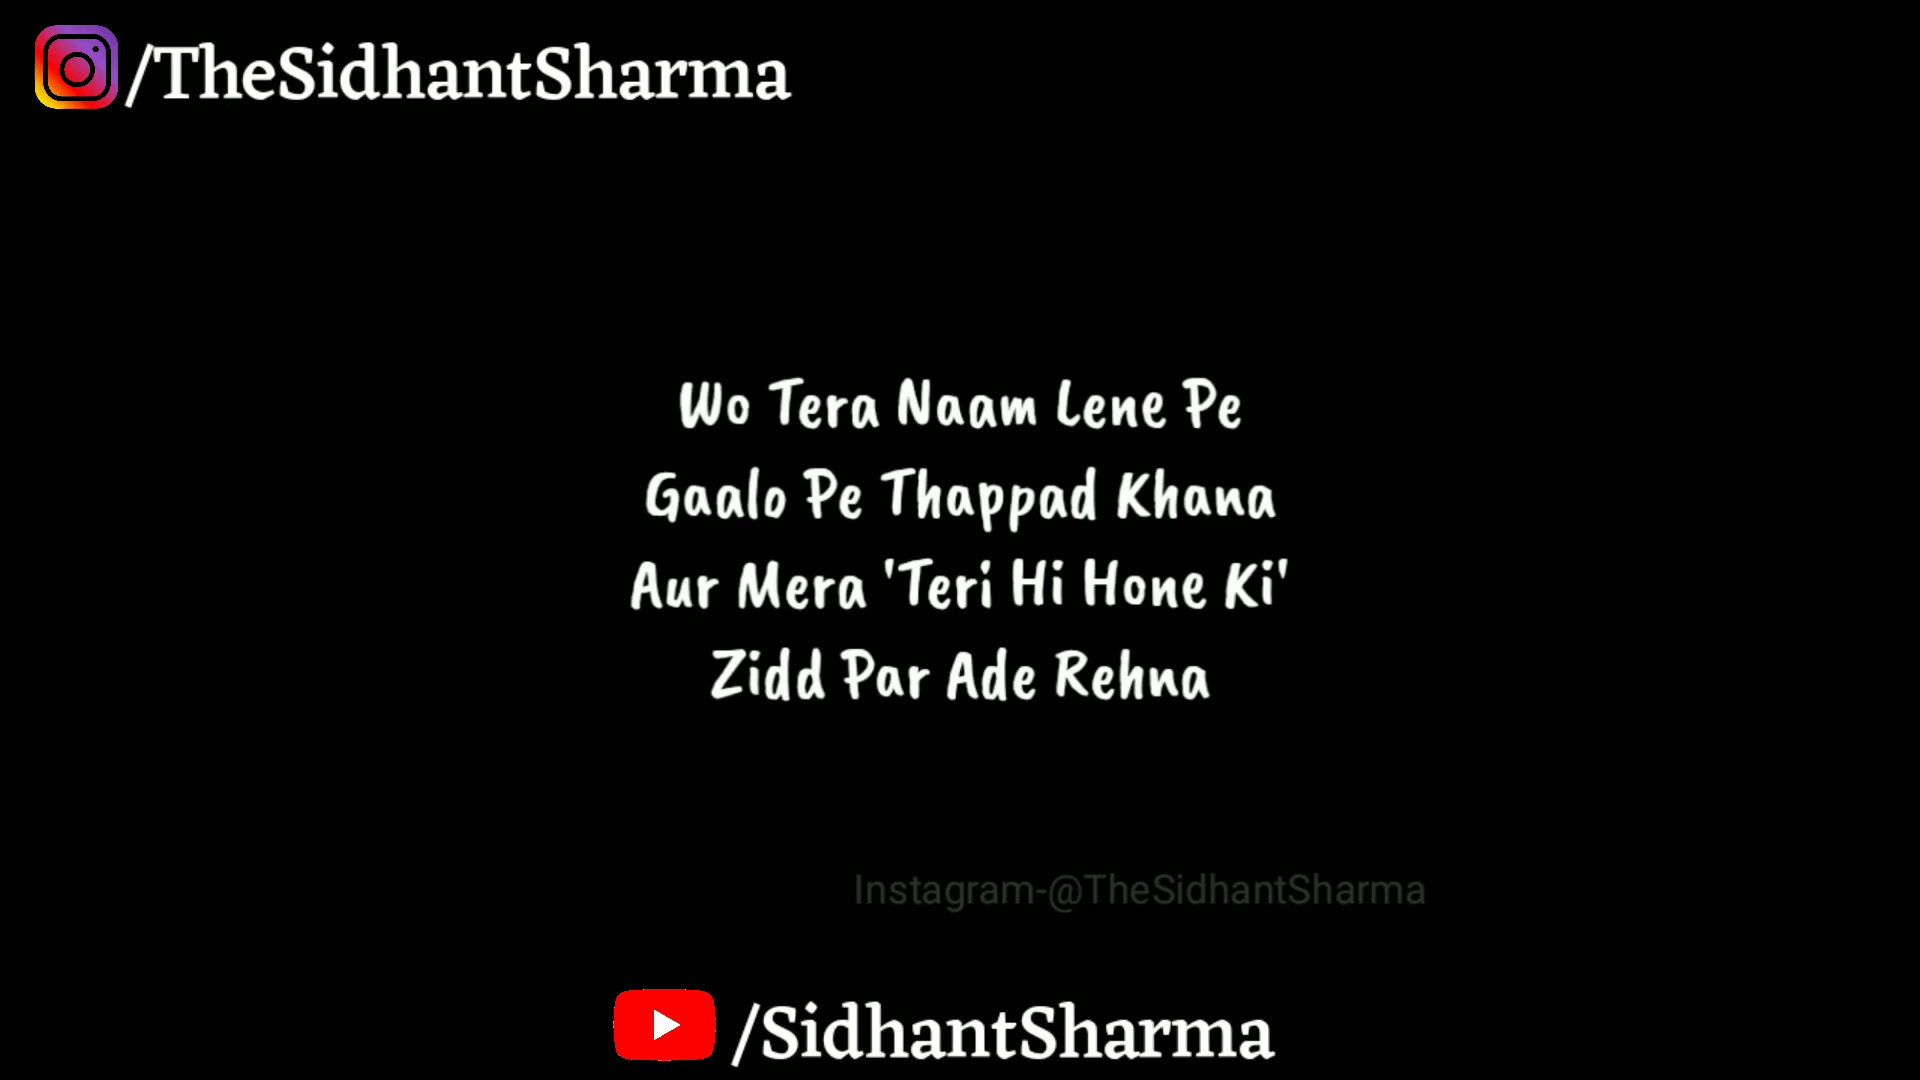 /TheSidhantSharma
Wo Tera Naam Lene Pe
Gaalo Pe Thappad Khana
Aur Mera 'Teri Hi Hone Ki'
Zidd Par Ade Rehna
Instagram-@TheSidhantSharma
/SidhantSharma